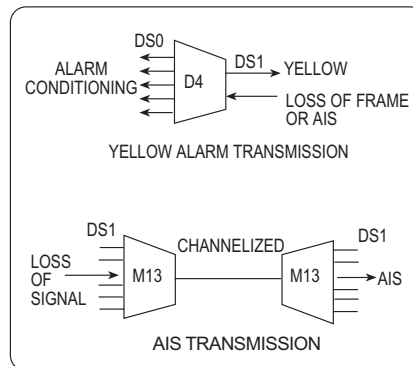 DS0
DS1
ALARM
CONDITIONING
D4
YELLOW
LOSS OF FRAME
OR AIS
YELLOW ALARM TRANSMISSION
DS1
CHANNELIZED
DS1
LOSS
OF
SIGNAL
M13
M13
AIS
AIS TRANSMISSION